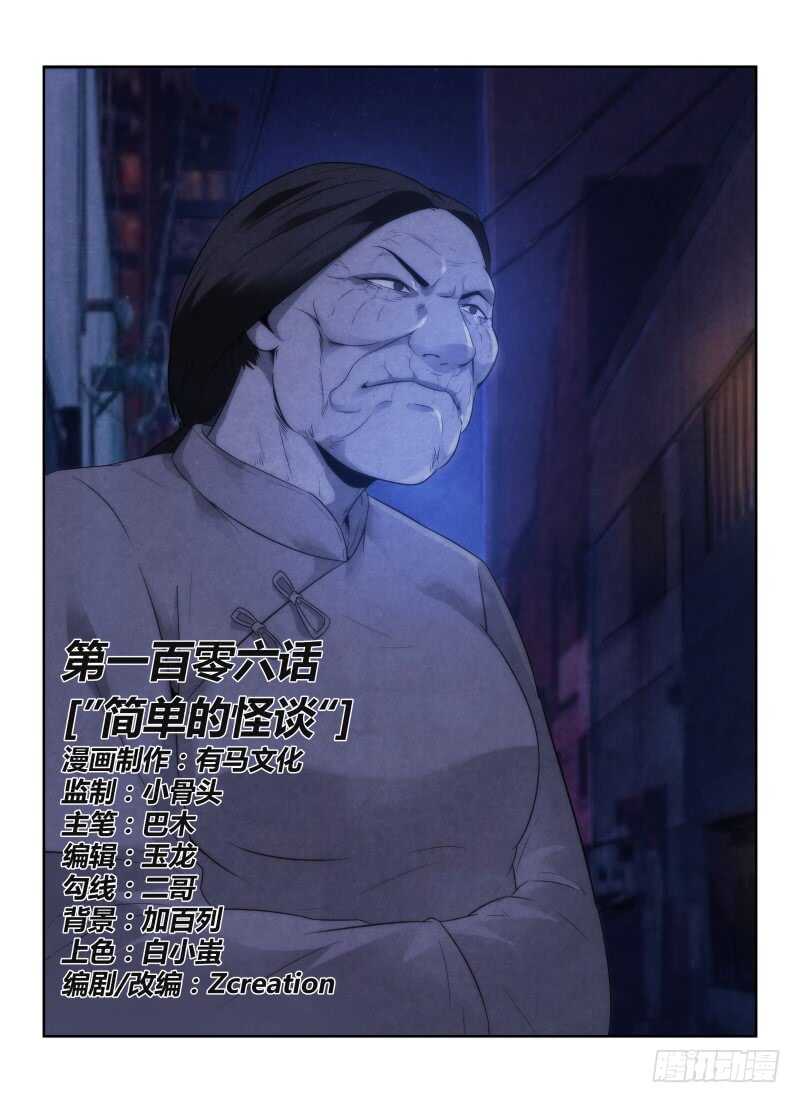 第一百零六话
["简单的怪谈“]
漫画制作：有马文化
监制：小骨头
主笔：巴木
编辑：玉龙
勾线：二哥
背景：加百列
上色：白小蚩
编剧/改编：Zcreation
腾讯动漫